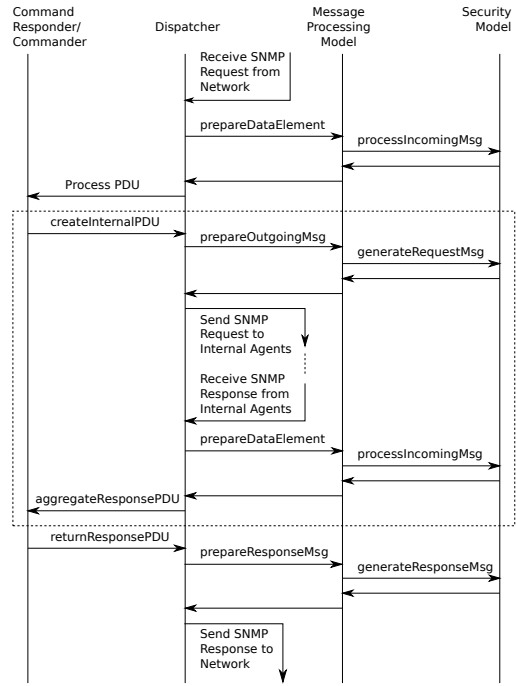 Command
Responder/
Commander
Dispatcher
Message
Processing
Model
Security
Model
Receive SNMP
Request from
Network
prepareDataElement
processIncomingMsg
Process PDU
createInternalPDU
prepareOutgoingMsg
generateRequestMsg
Send SNMP
Request to
Internal Agents
Receive SNMP
Response from
Internal Agents
prepareDataElement
processIncomingMsg
aggregateResponsePDU
returnResponsePDU
prepareResponseMsg
generateResponseMsg
Send SNMP
Response to
Network